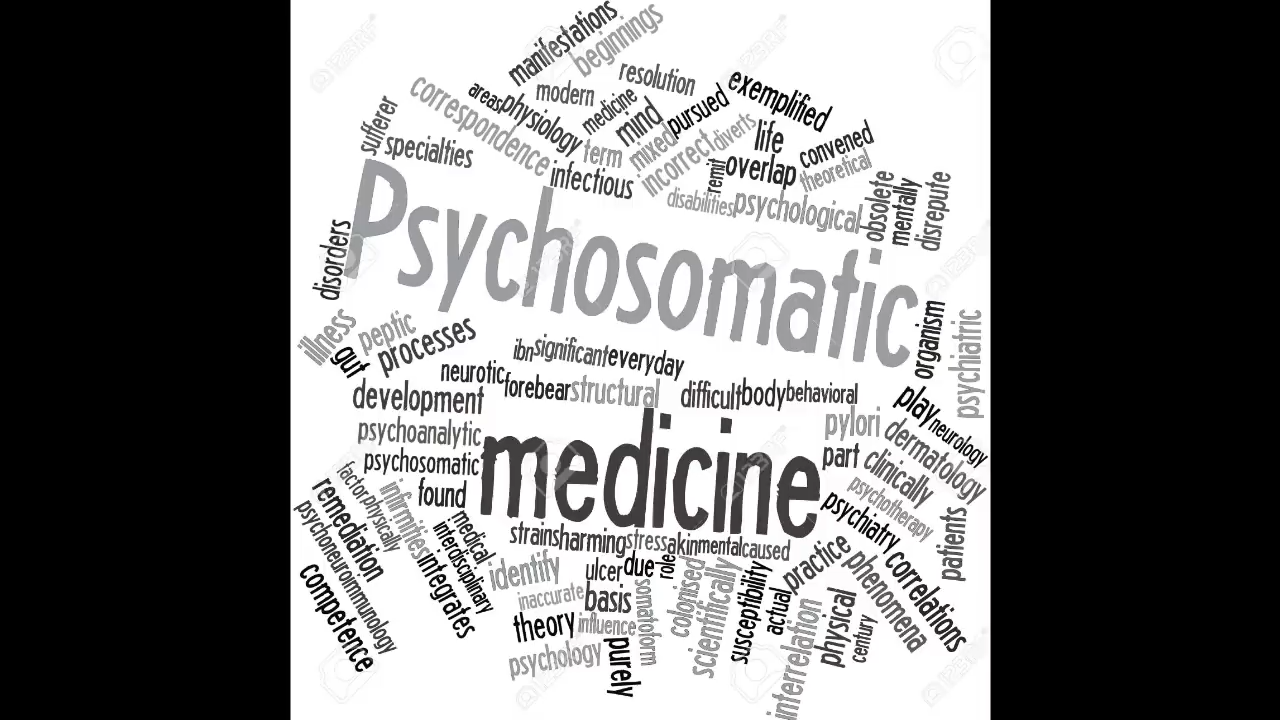 manifestations
beginnings
resolution
exemplified
modern
areas
correspondence
physiology
medicine
mind
pursued
sufferer
specialties
term
mixed
incorrect
diverts
life
convened
infectious
remit
overlap
theoretical
disabilities
psychological
obsolete
mentally
disrepute
Psychosomatic
disorders
illness
gut
peptic
processes
organism
psychiatric
ibn
significant
everyday
neurotic
forebear
structural
difficult
body
behavioral
development
play
neurology
psychoanalytic
pylori
dermatology
psychosomatic
medicine
part
clinically
found
psychotherapy
factor
physically
infirmities
remediation
psychoneuroimmunology
competence
medical
interdisciplinary
integrates
strains
harming
stress
akin
mental
caused
psychiatry
patients
identify
ulcer
due
role
practice
phenomena
correlations
inaccurate
basis
somatoform
colonised
scientifically
susceptibility
actual
theory
influence
interrelation
physical
century
psychology
purely
123RF